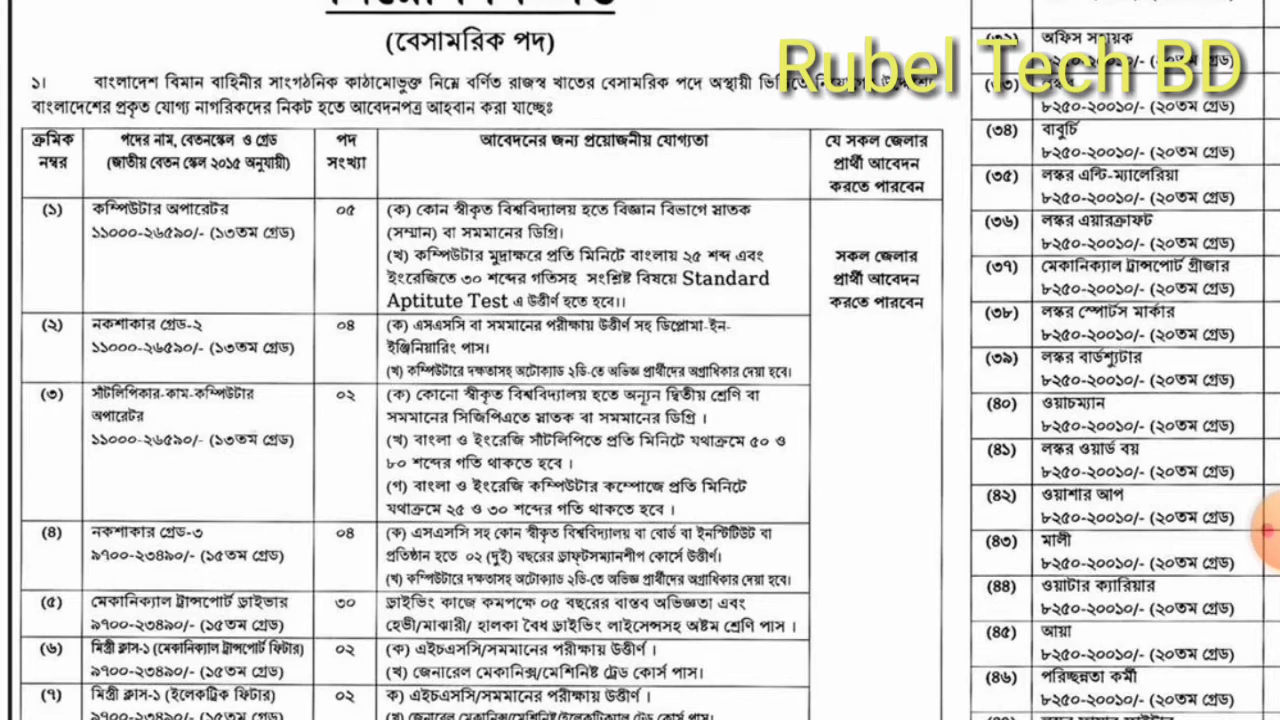 (বেসামরিক পদ)
Rubel Tech BD
১। বাংলাদেশ বিমান বাহিনীর সাংগঠনিক কাঠামোভুক্ত নিম্নে বর্ণিত রাজস্ব খাতের বেসামরিক পদে অস্থায়ী
বাংলাদেশের প্রকৃত যোগ্য নাগরিকদের নিকট হতে আবেদনপত্র আহবান করা যাচ্ছেঃ
ক্রমিক নম্বর
পদের নাম, বেতনস্কেল ও গ্রেড
(জাতীয় বেতন স্কেল ২০১৫ অনুযায়ী)
পদ সংখ্যা
আবেদনের জন্য প্রয়োজনীয় যোগ্যতা
যে সকল জেলার
প্রার্থী আবেদন
করতে পারবেন
(১) কম্পিউটার অপারেটর
১১০০০-২৬৫৯০/- (১৩তম গ্রেড)
০৫
(ক) কোন স্বীকৃত বিশ্ববিদ্যালয় হতে বিজ্ঞান বিভাগে স্নাতক
(সম্মান) বা সমমানের ডিগ্রি।
(খ) কম্পিউটার মুদ্রাক্ষরে প্রতি মিনিটে বাংলায় ২৫ শব্দ এবং
ইংরেজিতে ৩০ শব্দের গতিসহ সংশ্লিষ্ট বিষয়ে Standard
Aptitute Test এ উত্তীর্ণ হতে হবে।।
সকল জেলার
প্রার্থী আবেদন
করতে পারবেন
(২) নকশাকার গ্রেড-২
১১০০০-২৬৫৯০/- (১৩তম গ্রেড)
০৪
(ক) এসএসসি বা সমমানের পরীক্ষায় উত্তীর্ণ সহ ডিপ্লোমা-ইন-
ইঞ্জিনিয়ারিং পাস।
(খ) কম্পিউটারে দক্ষতাসহ অটোক্যাড ২ডি-তে অভিজ্ঞ প্রার্থীদের অগ্রাধিকার দেয়া হবে।
(৩) সাঁটলিপিকার-কাম-কম্পিউটার
অপারেটর
১১০০০-২৬৫৯০/- (১৩তম গ্রেড)
০২
(ক) কোনো স্বীকৃত বিশ্ববিদ্যালয় হতে অন্যূন দ্বিতীয় শ্রেণি বা
সমমানের সিজিপিএতে স্নাতক বা সমমানের ডিগ্রি ।
(খ) বাংলা ও ইংরেজি সাঁটলিপিতে প্রতি মিনিটে যথাক্রমে ৫০ ও
৮০ শব্দের গতি থাকতে হবে ।
(গ) বাংলা ও ইংরেজি কম্পিউটার কম্পোজে প্রতি মিনিটে
যথাক্রমে ২৫ ও ৩০ শব্দের গতি থাকতে হবে ।
(৪) নকশাকার গ্রেড-৩
৯৭০০-২৩৪৯০/- (১৫তম গ্রেড)
০৪
(ক) এসএসসি সহ কোন স্বীকৃত বিশ্ববিদ্যালয় বা বোর্ড বা ইনস্টিটিউট বা
প্রতিষ্ঠান হতে ০২ (দুই) বছরের ড্রাফ্টসম্যানশীপ কোর্সে উত্তীর্ণ।
(খ) কম্পিউটারে দক্ষতাসহ অটোক্যাড ২ডি-তে অভিজ্ঞ প্রার্থীদের অগ্রাধিকার দেয়া হবে।
(৫) মেকানিক্যাল ট্রান্সপোর্ট ড্রাইভার
৯৭০০-২৩৪৯০/- (১৫তম গ্রেড)
৩০
ড্রাইভিং কাজে কমপক্ষে ০৫ বছরের বাস্তব অভিজ্ঞতা এবং
হেভী/মাঝারী/ হালকা বৈধ ড্রাইভিং লাইসেন্সসহ অষ্টম শ্রেণি পাস ।
(৬) মিস্ত্রী ক্লাস-১ (মেকানিক্যাল ট্রান্সপোর্ট ফিটার)
৯৭০০-২৩৪৯০/- (১৫তম গ্রেড)
০২
(ক) এইচএসসি/সমমানের পরীক্ষায় উত্তীর্ণ ।
(খ) জেনারেল মেকানিক্স/মেশিনিষ্ট ট্রেড কোর্স পাস।
(৭) মিস্ত্রি ক্লাস-১ (ইলেকট্রিক ফিটার)
৯৭০০-২৩৪৯০/- (১৫তম গ্রেড)
০২
ক) এইচএসসি/সমমানের পরীক্ষায় উত্তীর্ণ ।
(খ) জেনারেল মেকানিক্স/মেশিনিষ্ট/ইলেকট্রিক্যাল ট্রেড কোর্স পাস।
(৩২) অফিস সহায়ক
৮২৫০-২০০১০/- (২০তম গ্রেড)
(৩৩)
৮২৫০-২০০১০/- (২০তম গ্রেড)
(৩৪) বাবুর্চি
৮২৫০-২০০১০/- (২০তম গ্রেড)
(৩৫) লস্কর এন্টি-ম্যালেরিয়া
৮২৫০-২০০১০/- (২০তম গ্রেড)
(৩৬) লস্কর এয়ারক্রাফট
৮২৫০-২০০১০/- (২০তম গ্রেড)
(৩৭) মেকানিক্যাল ট্রান্সপোর্ট গ্রীজার
৮২৫০-২০০১০/- (২০তম গ্রেড)
(৩৮) লস্কর স্পোর্টস মার্কার
৮২৫০-২০০১০/- (২০তম গ্রেড)
(৩৯) লস্কর বার্ডশ্যুটার
৮২৫০-২০০১০/- (২০তম গ্রেড)
(৪০) ওয়াচম্যান
৮২৫০-২০০১০/- (২০তম গ্রেড)
(৪১) লস্কর ওয়ার্ড বয়
৮২৫০-২০০১০/- (২০তম গ্রেড)
(৪২) ওয়াশার আপ
৮২৫০-২০০১০/- (২০তম গ্রেড)
(৪৩) মালী
৮২৫০-২০০১০/- (২০তম গ্রেড)
(৪৪) ওয়াটার ক্যারিয়ার
৮২৫০-২০০১০/- (২০তম গ্রেড)
(৪৫) আয়া
৮২৫০-২০০১০/- (২০তম গ্রেড)
(৪৬) পরিচ্ছন্নতা কর্মী
৮২৫০-২০০১০/- (২০তম গ্রেড)